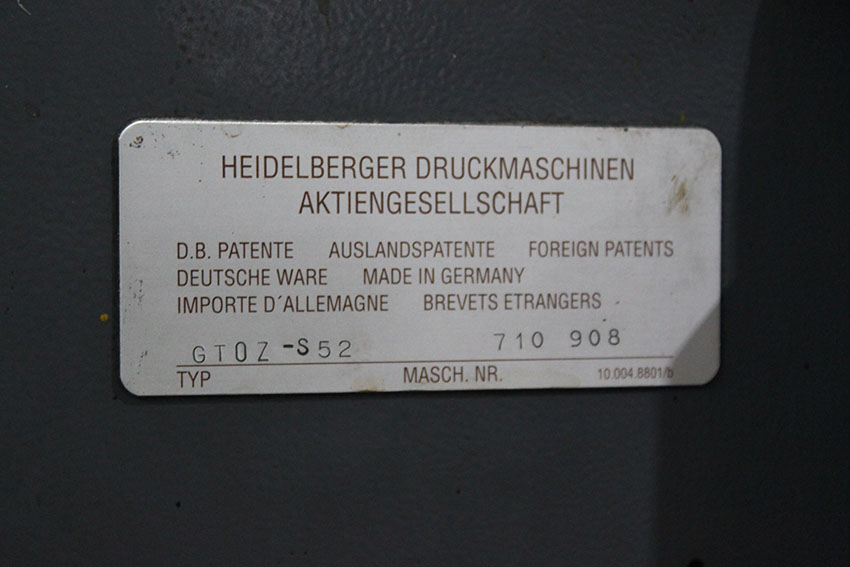 HEIDELBERGER DRUCKMASCHINEN
AKTIENGESELLSCHAFT
D.B. PATENTE AUSLANDSPATENTE FOREIGN PATENTS
DEUTSCHE WARE MADE IN GERMANY
IMPORTE D´ALLEMAGNE BREVETS ETRANGERS
GTOZ-S52 710 908
TYP MASCH. NR. 10.004.8801/b